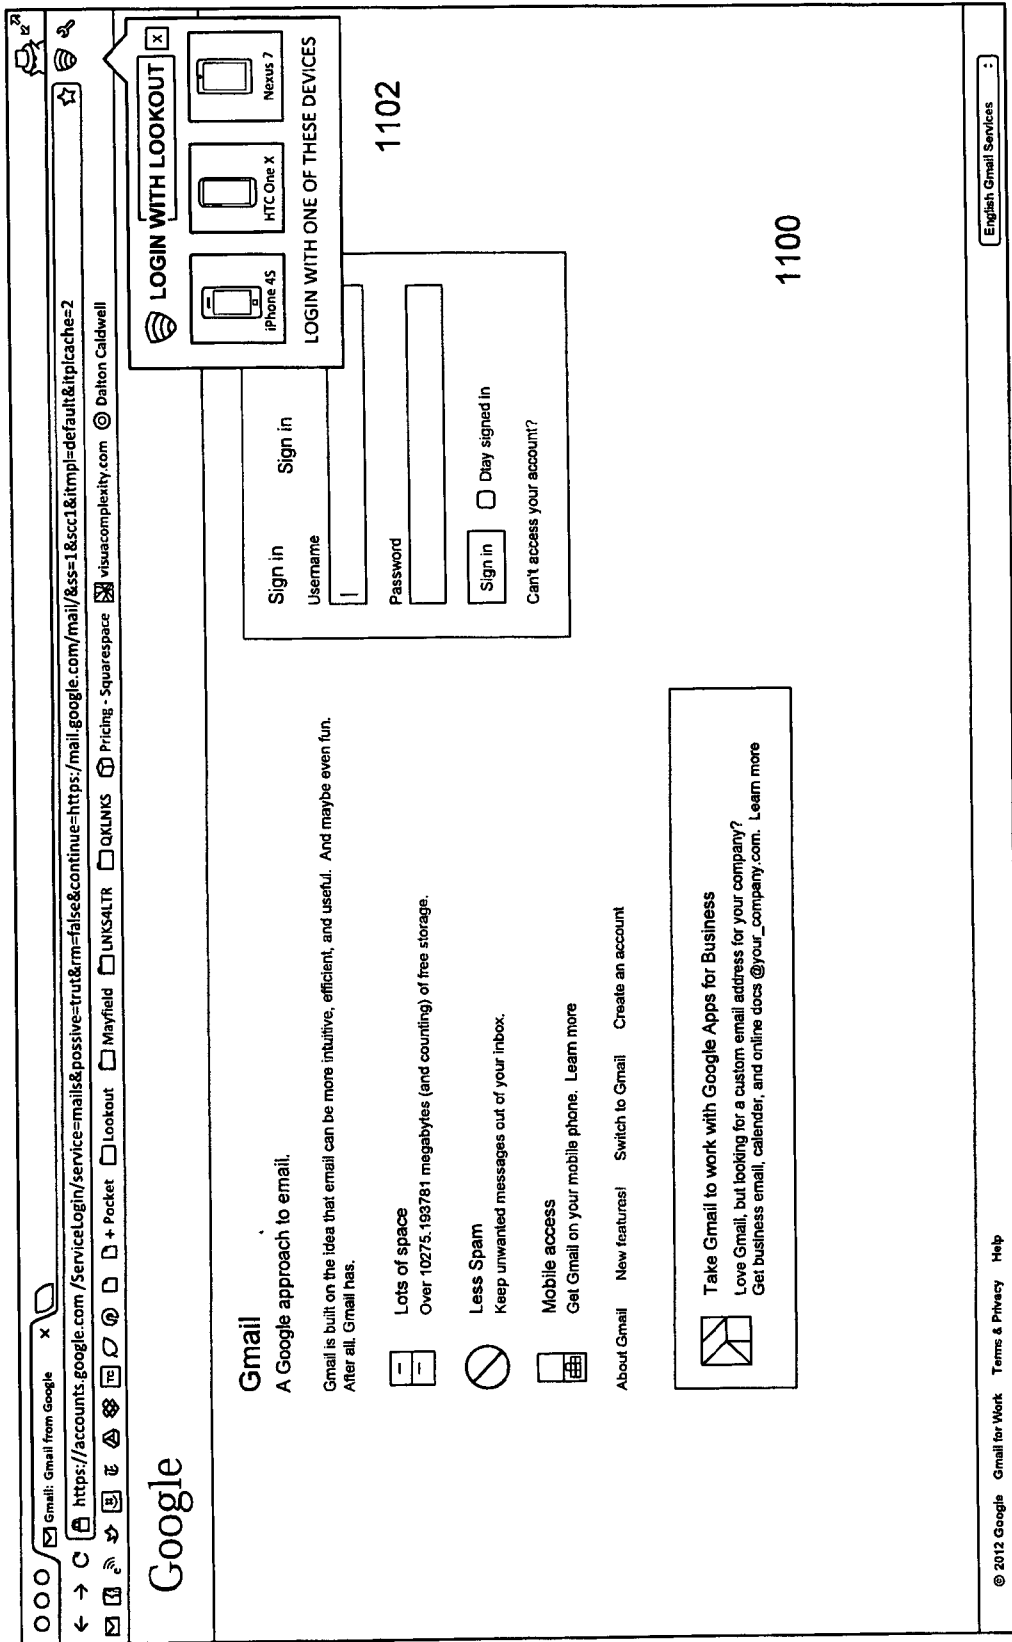 Gmail: Gmail from Google x
https://accounts.google.com /ServiceLogin/service=mails&possive=trut&rm=false&continue=https:/mail.google.com/mail/&ss=1&scc1&itmpl=default&itplcache=2
TC + Pocket Lookout Mayfield LNKS4LTR QKLNKS Pricing - Squarespace visuacomplexity.com Dalton Caldwell
LOGIN WITH LOOKOUT x
iPhone 4S HTC One X Nexus 7
LOGIN WITH ONE OF THESE DEVICES
1102
Google
Gmail
A Google approach to email.
Gmail is built on the idea that email can be more intuitive, efficient, and useful. And maybe even fun.
After all. Gmail has.
Lots of space
Over 10275.193781 megabytes (and counting) of free storage.
Less Spam
Keep unwanted messages out of your inbox.
Mobile access
Get Gmail on your mobile phone. Learn more
About Gmail New features! Switch to Gmail Create an account
Sign in Sign in
Username
Password
Sign in Dtay signed in
Can't access your account?
Take Gmail to work with Google Apps for Business
Love Gmail, but looking for a custom email address for your company?
Get business email, calender, and online docs @your_company.com. Learn more
1100
© 2012 Google Gmail for Work Terms & Privacy Help
English Gmail Services